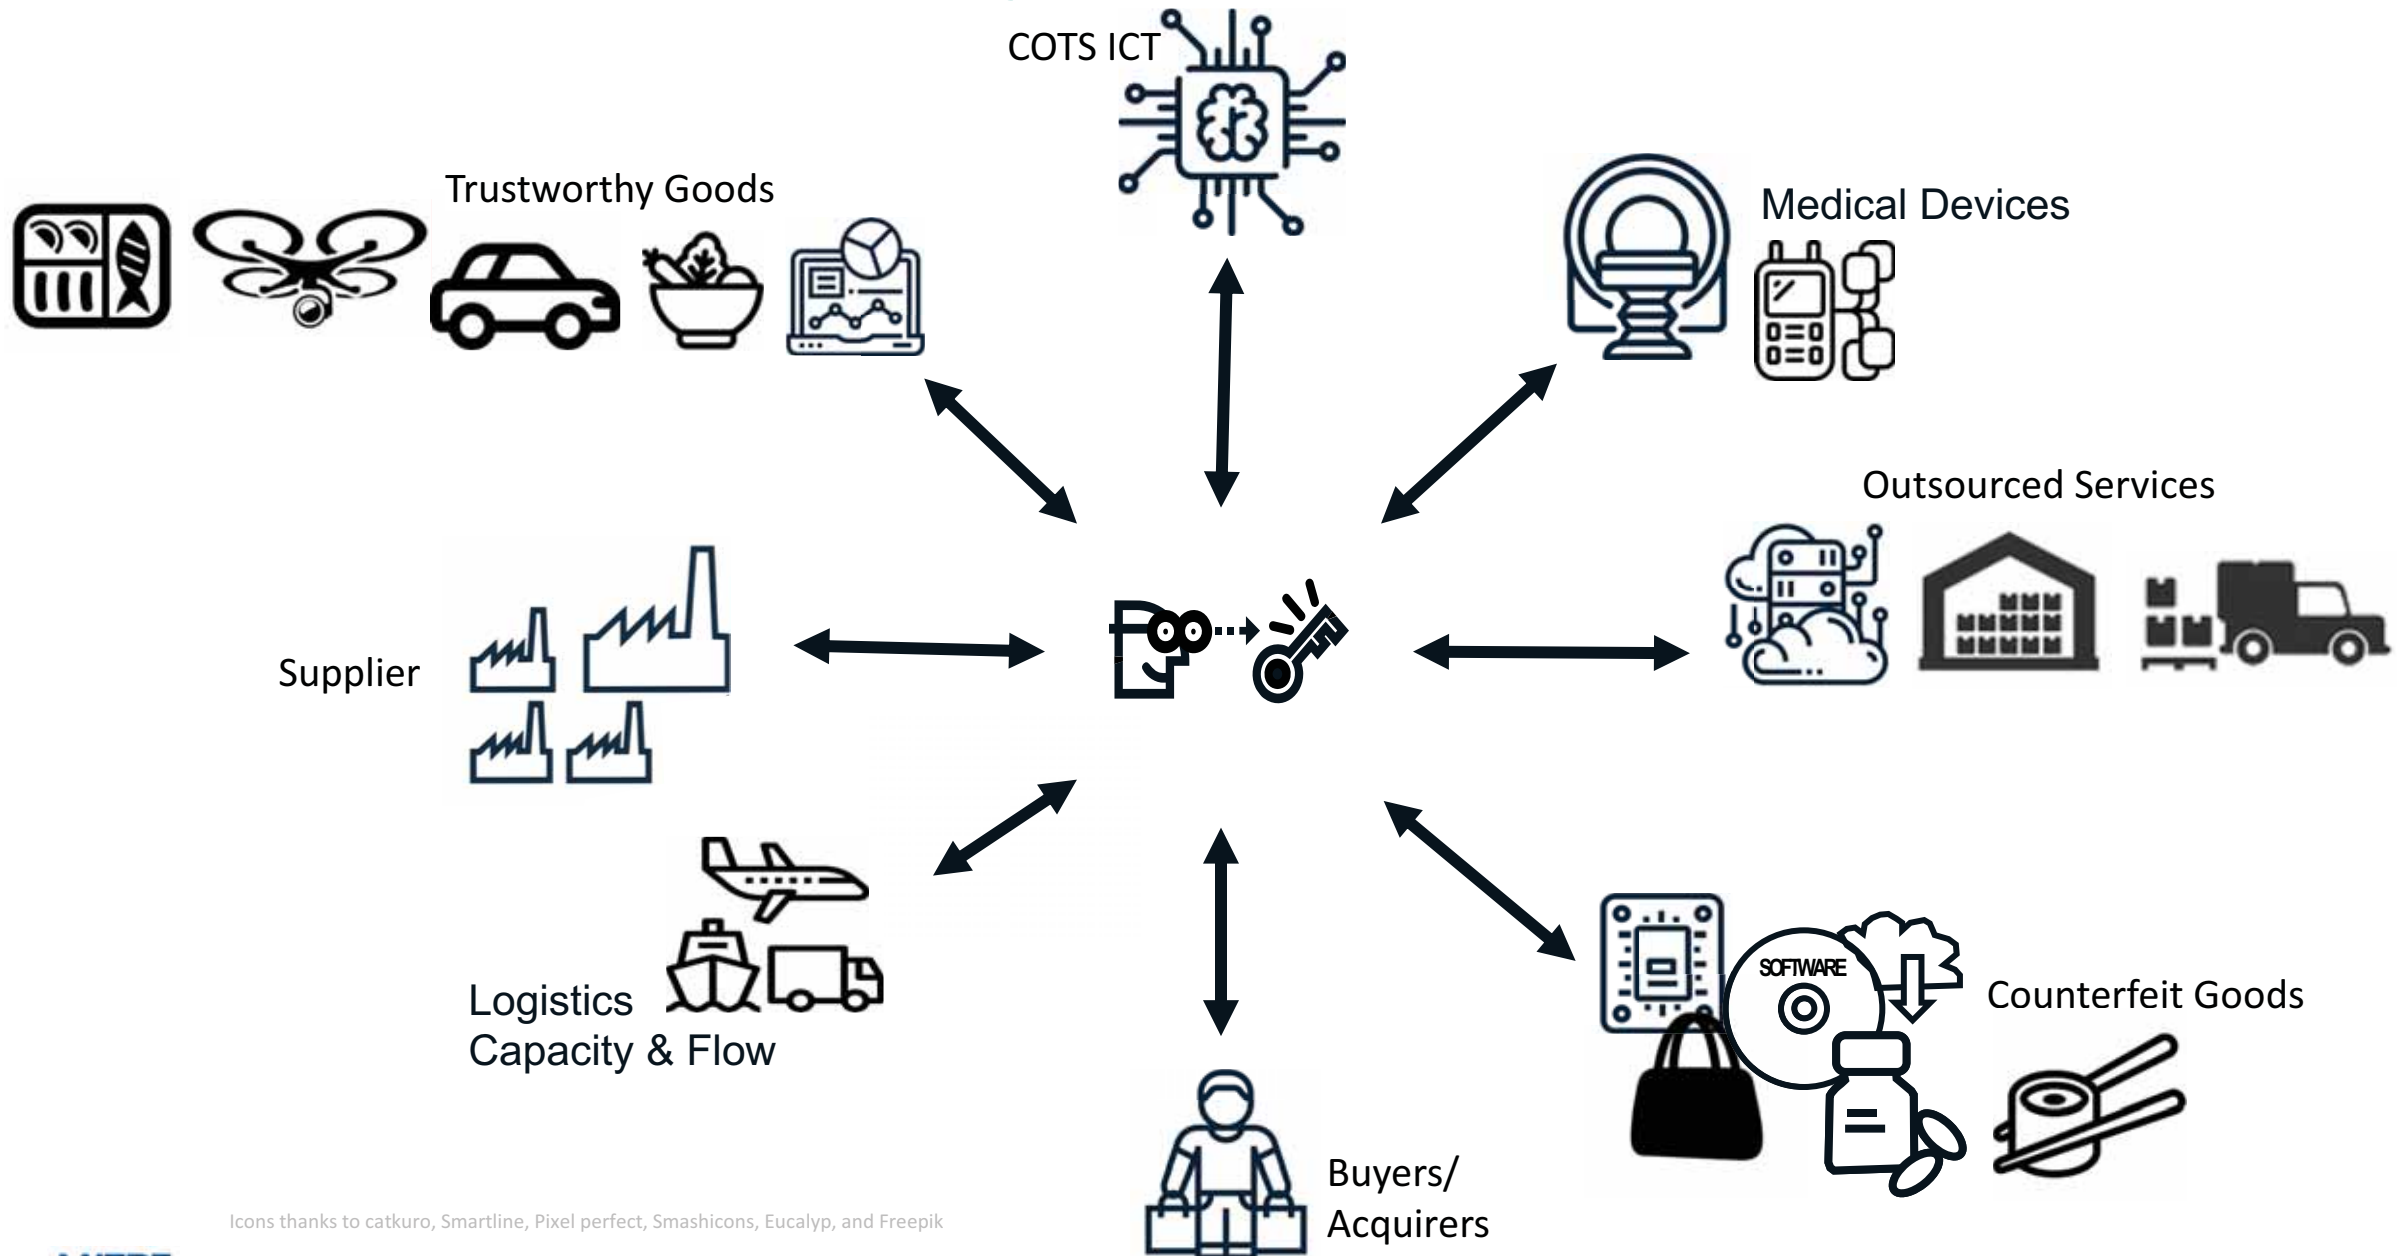 COTS ICT
Trustworthy Goods
Medical Devices
Outsourced Services
Supplier
SOFTWARE
Counterfeit Goods
Logistics
Capacity & Flow
Buyers/
Acquirers
Icons thanks to catkuro, Smartline, Pixel perfect, Smashicons, Eucalyp, and Freepik